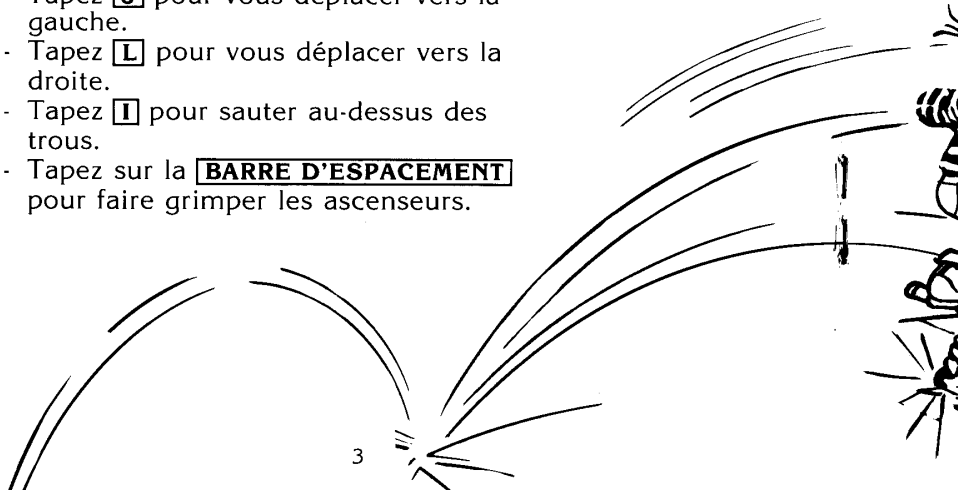 Tapez J pour vous déplacer vers la
gauche.
- Tapez L pour vous déplacer vers la
droite.
- Tapez I pour sauter au-dessus des
trous.
- Tapez sur la BARRE D'ESPACEMENT
pour faire grimper les ascenseurs.
3